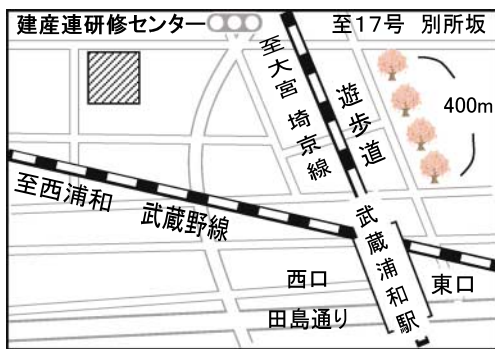 建産連研修センター
至17号 別所坂
至大宮 埼京線
遊歩道
400m
至西浦和
武蔵野線
武蔵浦和駅
西口
東口
田島通り